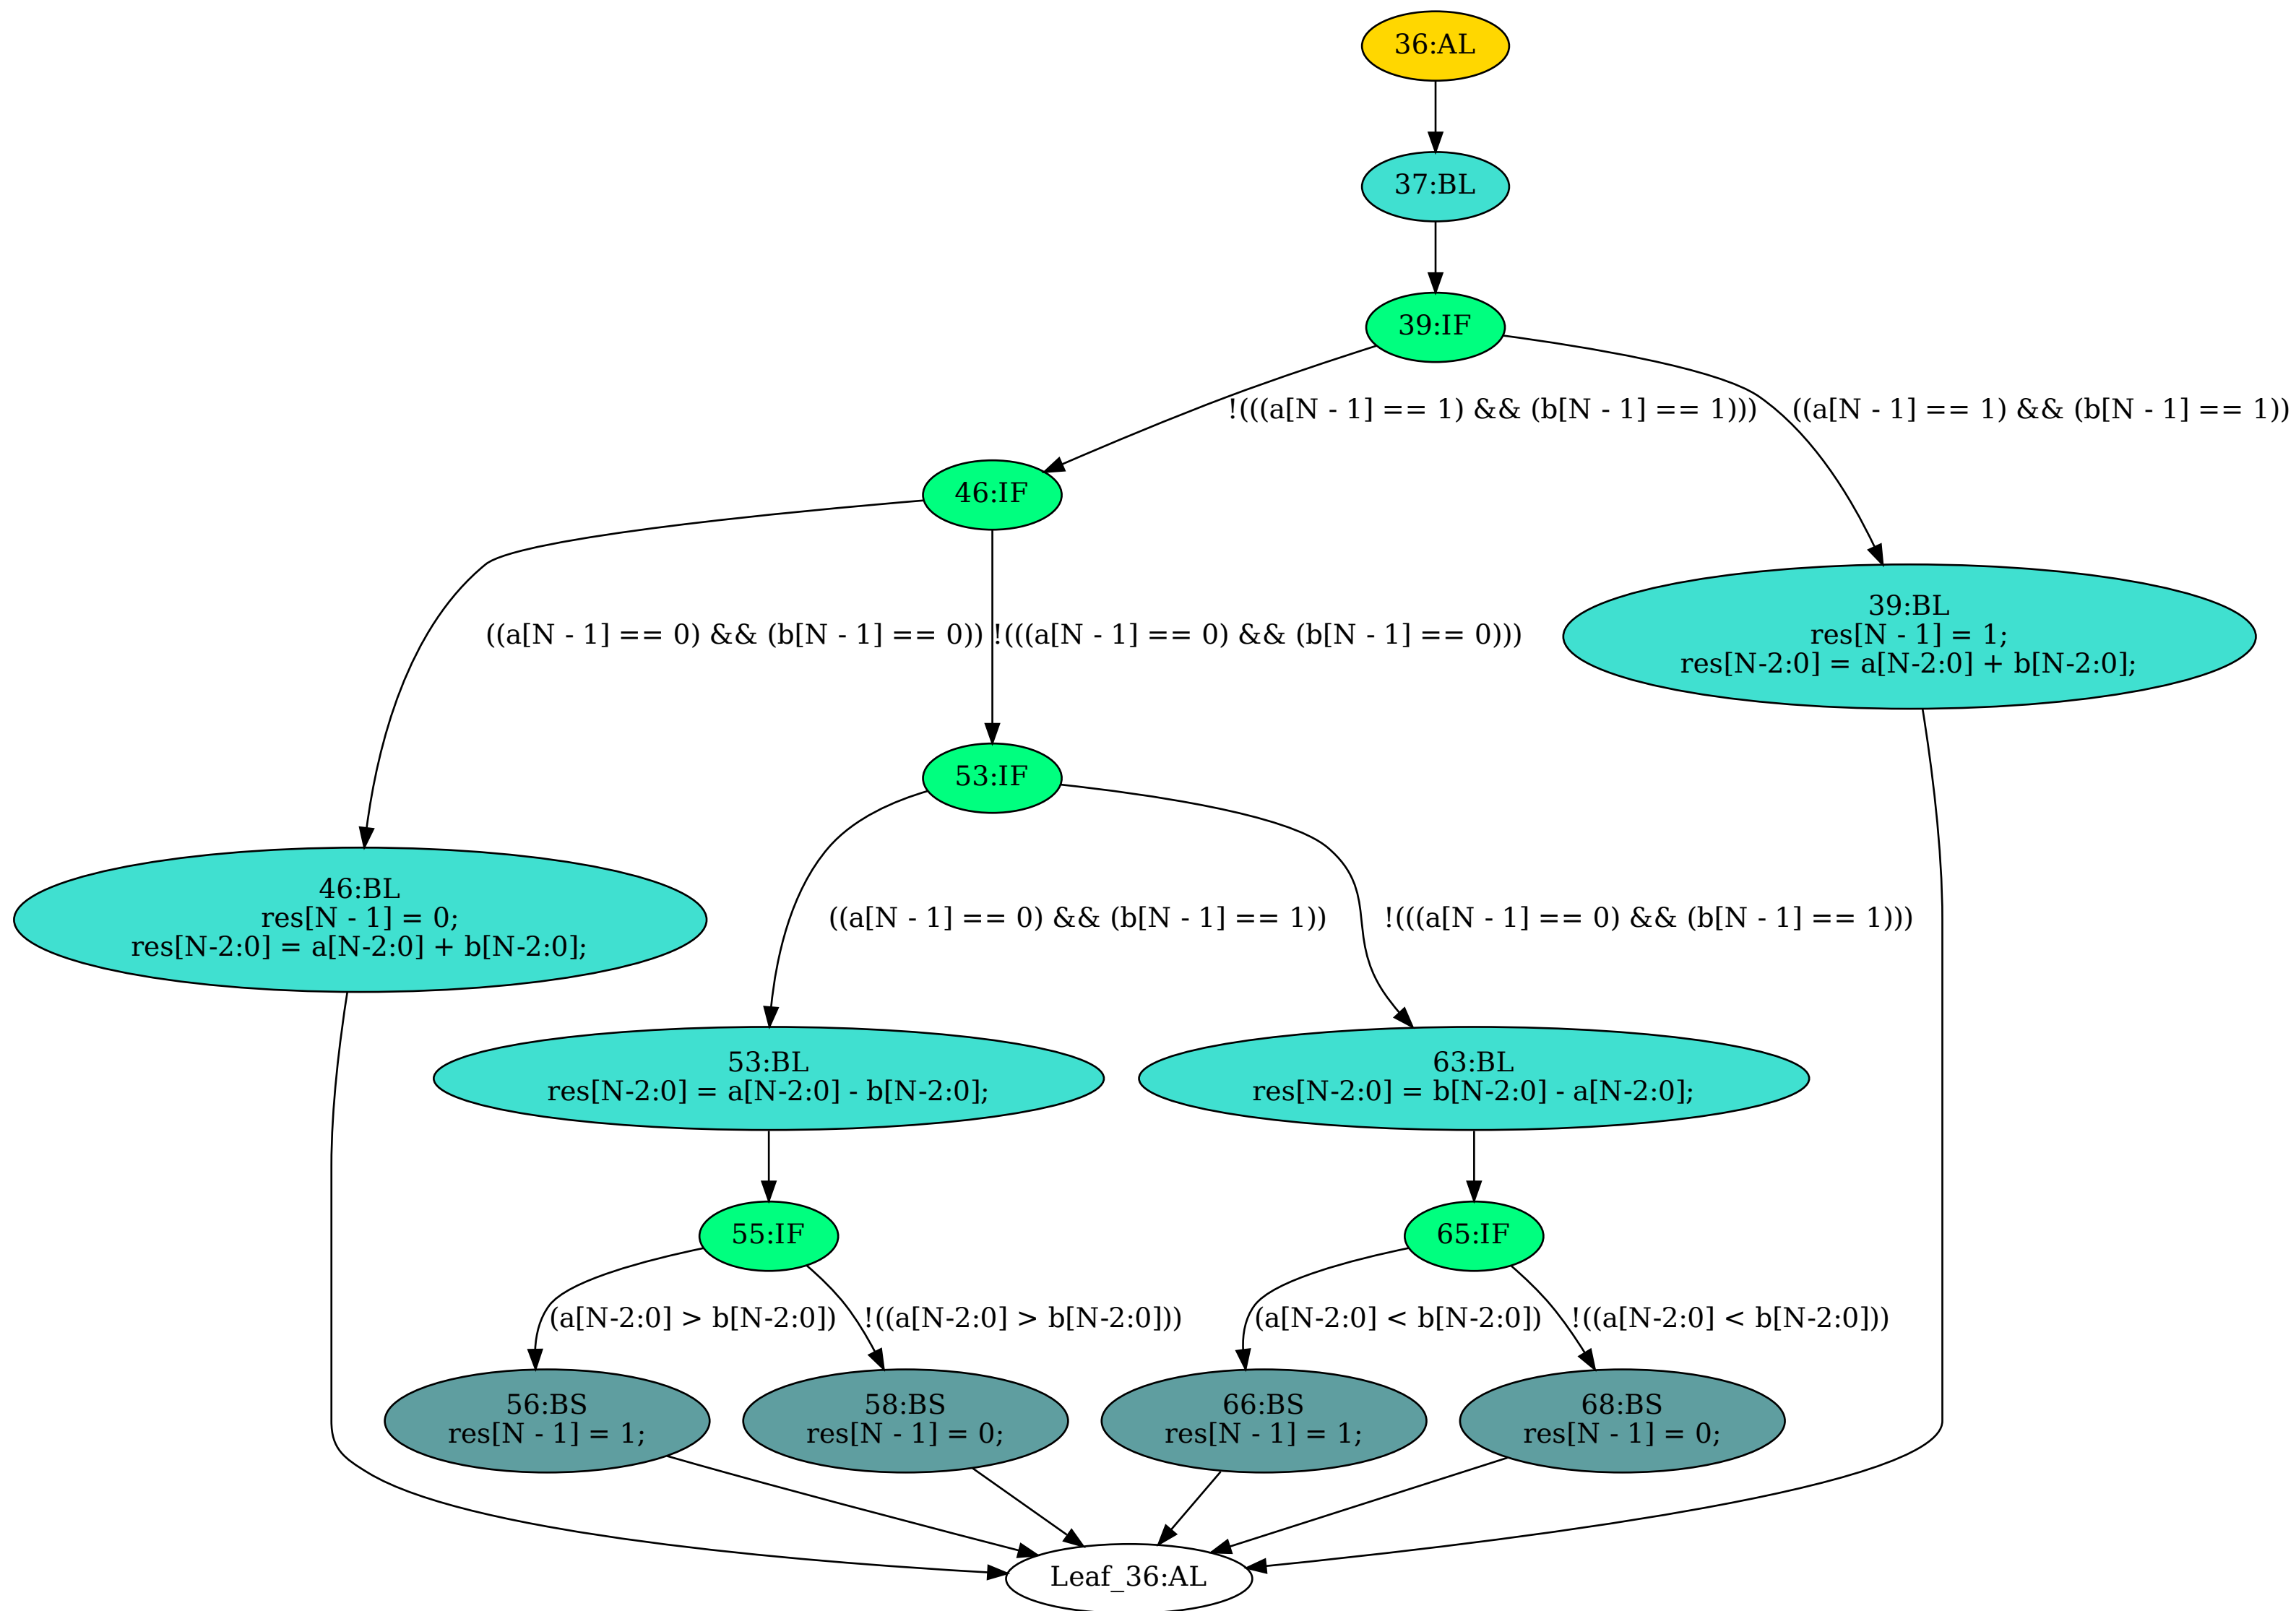 36:AL
37:BL
39:IF
!(((a[N - 1] == 1) && (b[N - 1] == 1)))
((a[N - 1] == 1) && (b[N - 1] == 1))
46:IF
39:BL
res[N - 1] = 1;
res[N-2:0] = a[N-2:0] + b[N-2:0];
((a[N - 1] == 0) && (b[N - 1] == 0))
!(((a[N - 1] == 0) && (b[N - 1] == 0)))
53:IF
46:BL
res[N - 1] = 0;
res[N-2:0] = a[N-2:0] + b[N-2:0];
((a[N - 1] == 0) && (b[N - 1] == 1))
!(((a[N - 1] == 0) && (b[N - 1] == 1)))
53:BL
res[N-2:0] = a[N-2:0] - b[N-2:0];
63:BL
res[N-2:0] = b[N-2:0] - a[N-2:0];
55:IF
65:IF
(a[N-2:0] > b[N-2:0])
!((a[N-2:0] > b[N-2:0]))
(a[N-2:0] < b[N-2:0])
!((a[N-2:0] < b[N-2:0]))
56:BS
res[N - 1] = 1;
58:BS
res[N - 1] = 0;
66:BS
res[N - 1] = 1;
68:BS
res[N - 1] = 0;
Leaf_36:AL